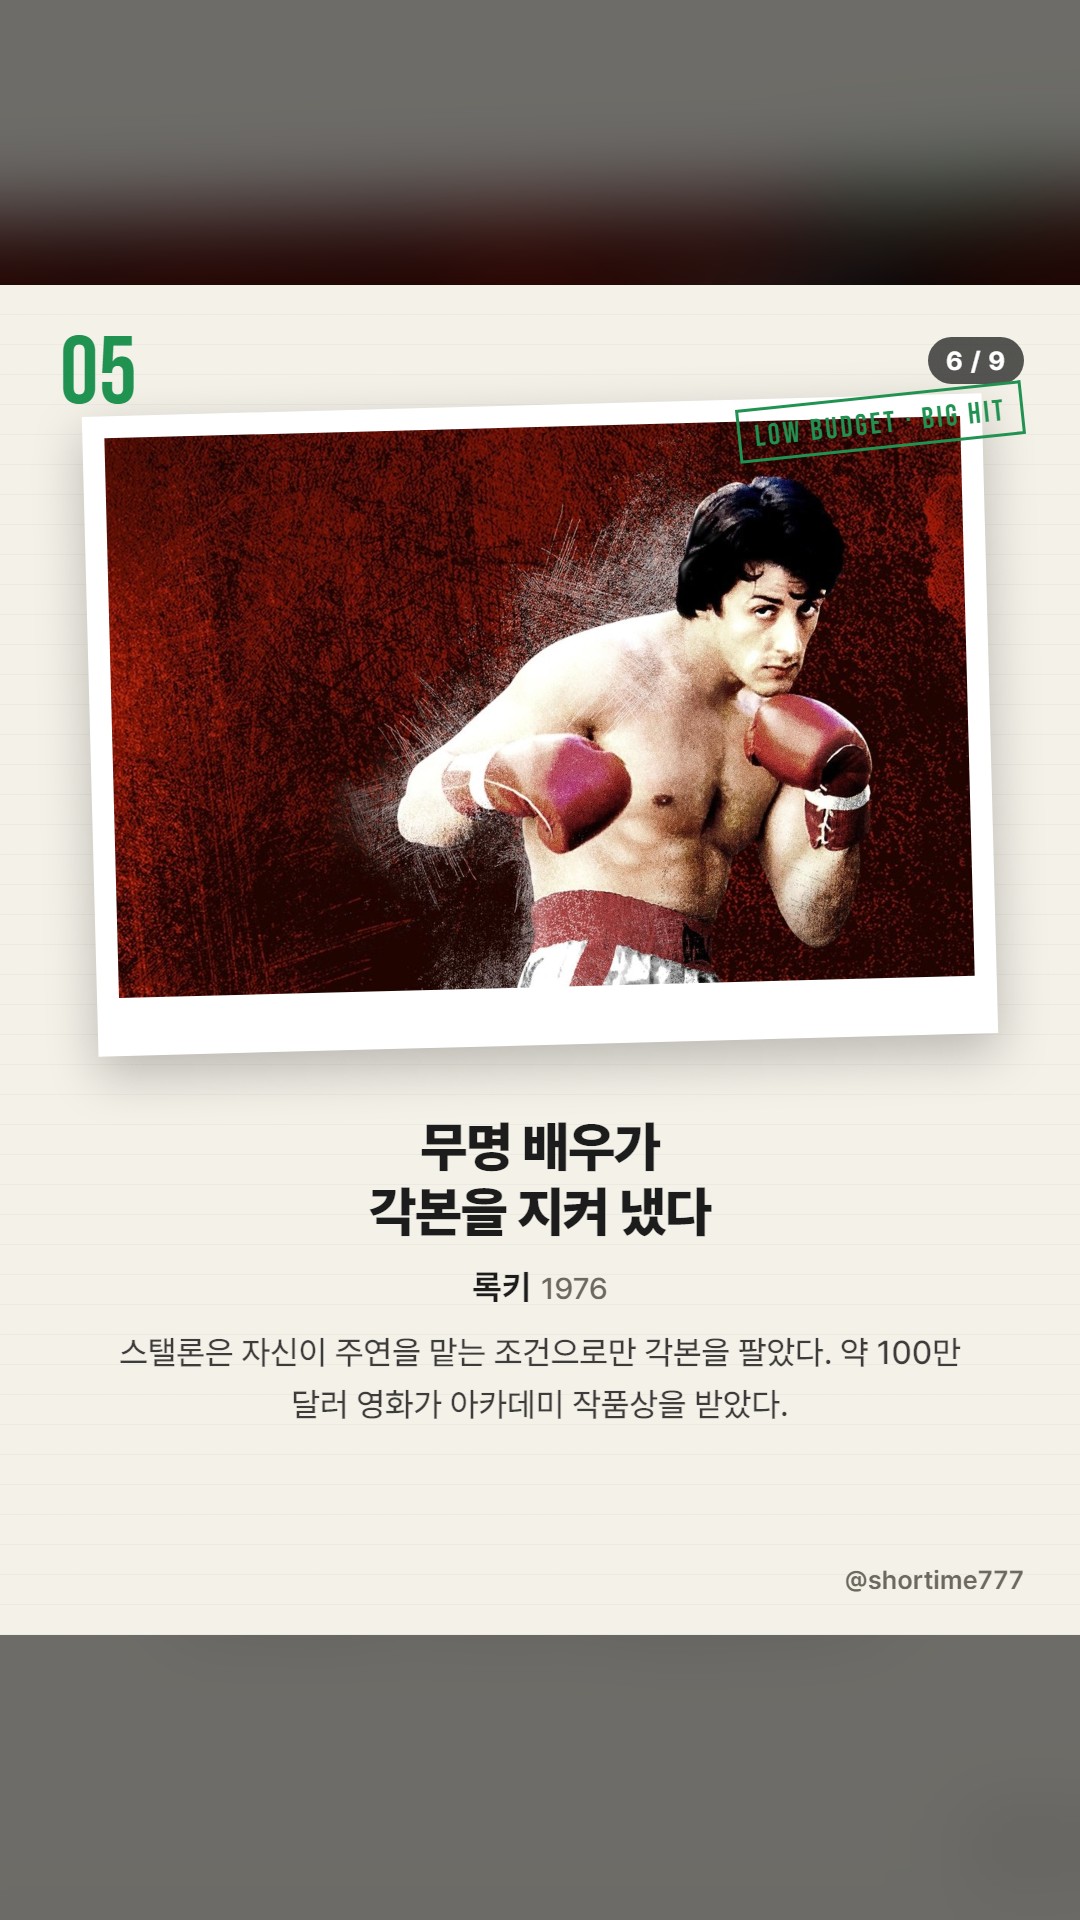 05
6 / 9
LOW BUDGET · BIG HIT
무명 배우가
각본을 지켜 냈다
록키 1976
스탤론은 자신이 주연을 맡는 조건으로만 각본을 팔았다. 약 100만
달러 영화가 아카데미 작품상을 받았다.
@shortime777